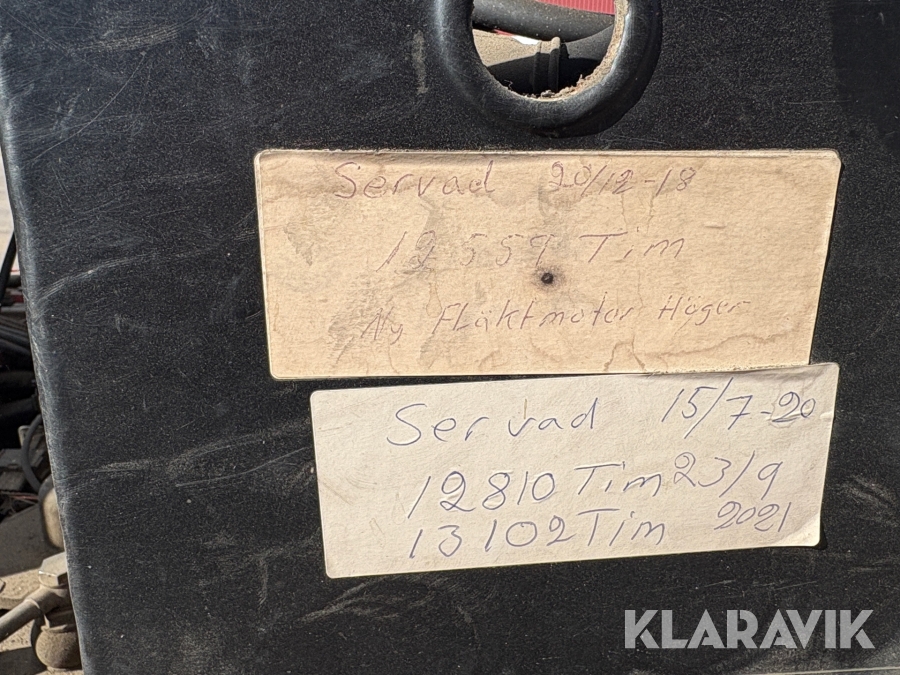 Servad 20/12-18
12559 Tim
Ny Fläktmotor Höger
Servad 15/7-20
12810 Tim 23/9
13102 Tim 2021
KLARAVIK